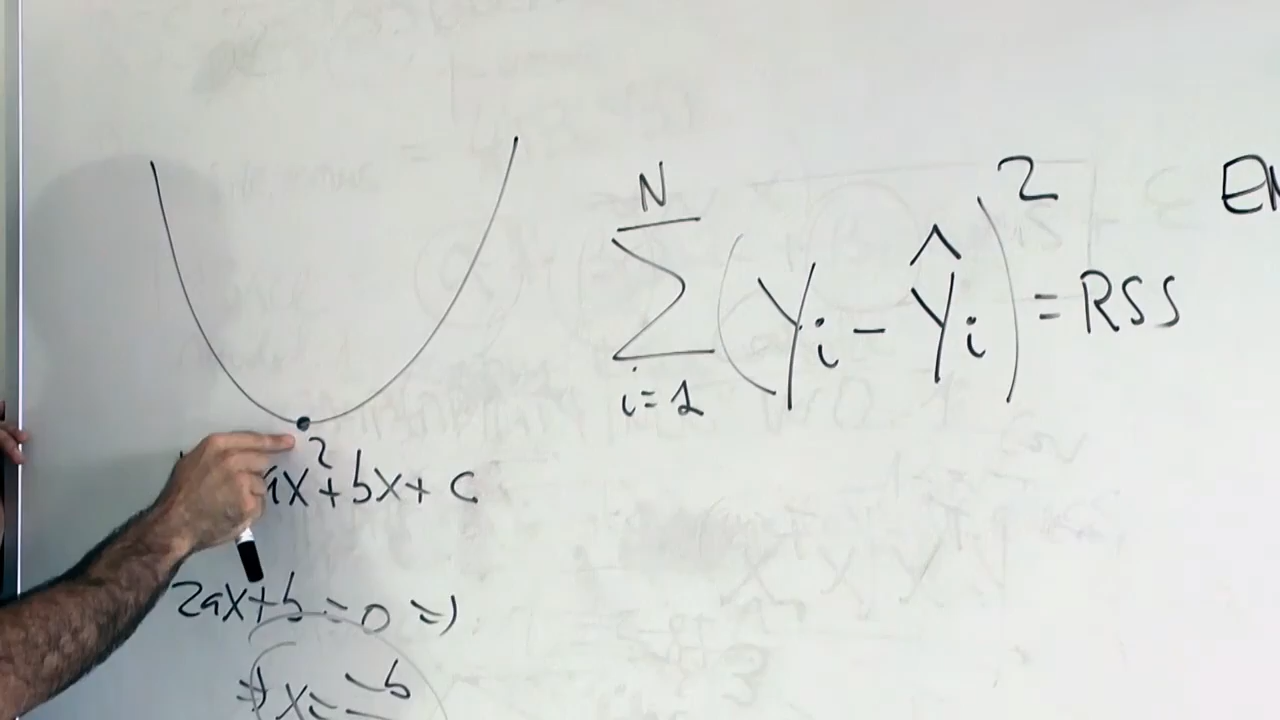 N
∑ (Yi - Ŷi)² = RSS
i=1
ax²+bx+c
2ax+b=0 =>
=> x= -b